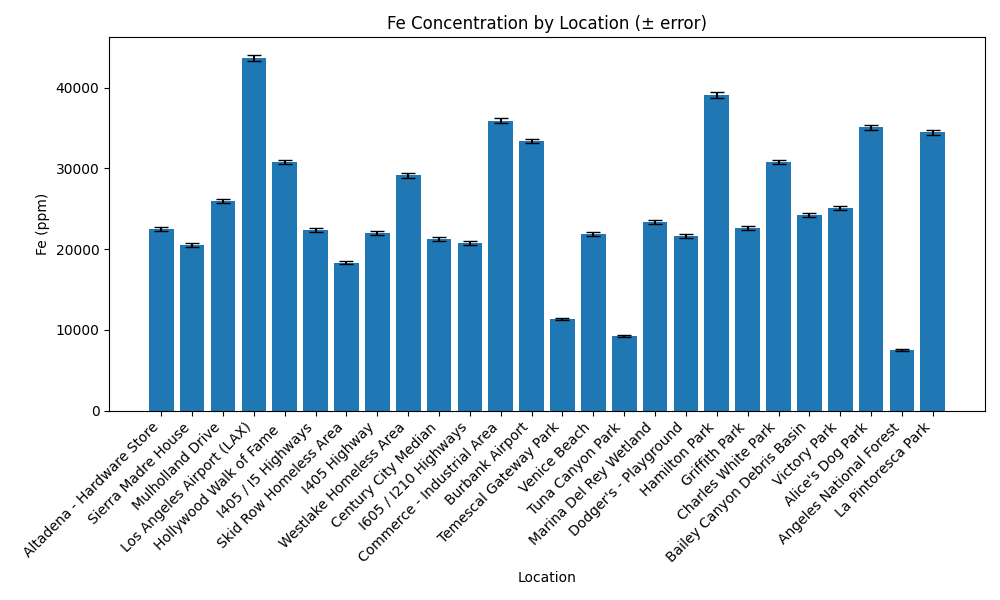 Fe Concentration by Location (± error)
Fe (ppm)
40000
30000
20000
10000
0
Altadena - Hardware Store
Sierra Madre House
Mulholland Drive
Los Angeles Airport (LAX)
Hollywood Walk of Fame
I405 / I5 Highways
Skid Row Homeless Area
I405 Highway
Westlake Homeless Area
Century City Median
I605 / I210 Highways
Commerce - Industrial Area
Burbank Airport
Temescal Gateway Park
Venice Beach
Tuna Canyon Park
Marina Del Rey Wetland
Dodger's - Playground
Hamilton Park
Griffith Park
Charles White Park
Bailey Canyon Debris Basin
Victory Park
Alice's Dog Park
Angeles National Forest
La Pintoresca Park
Location